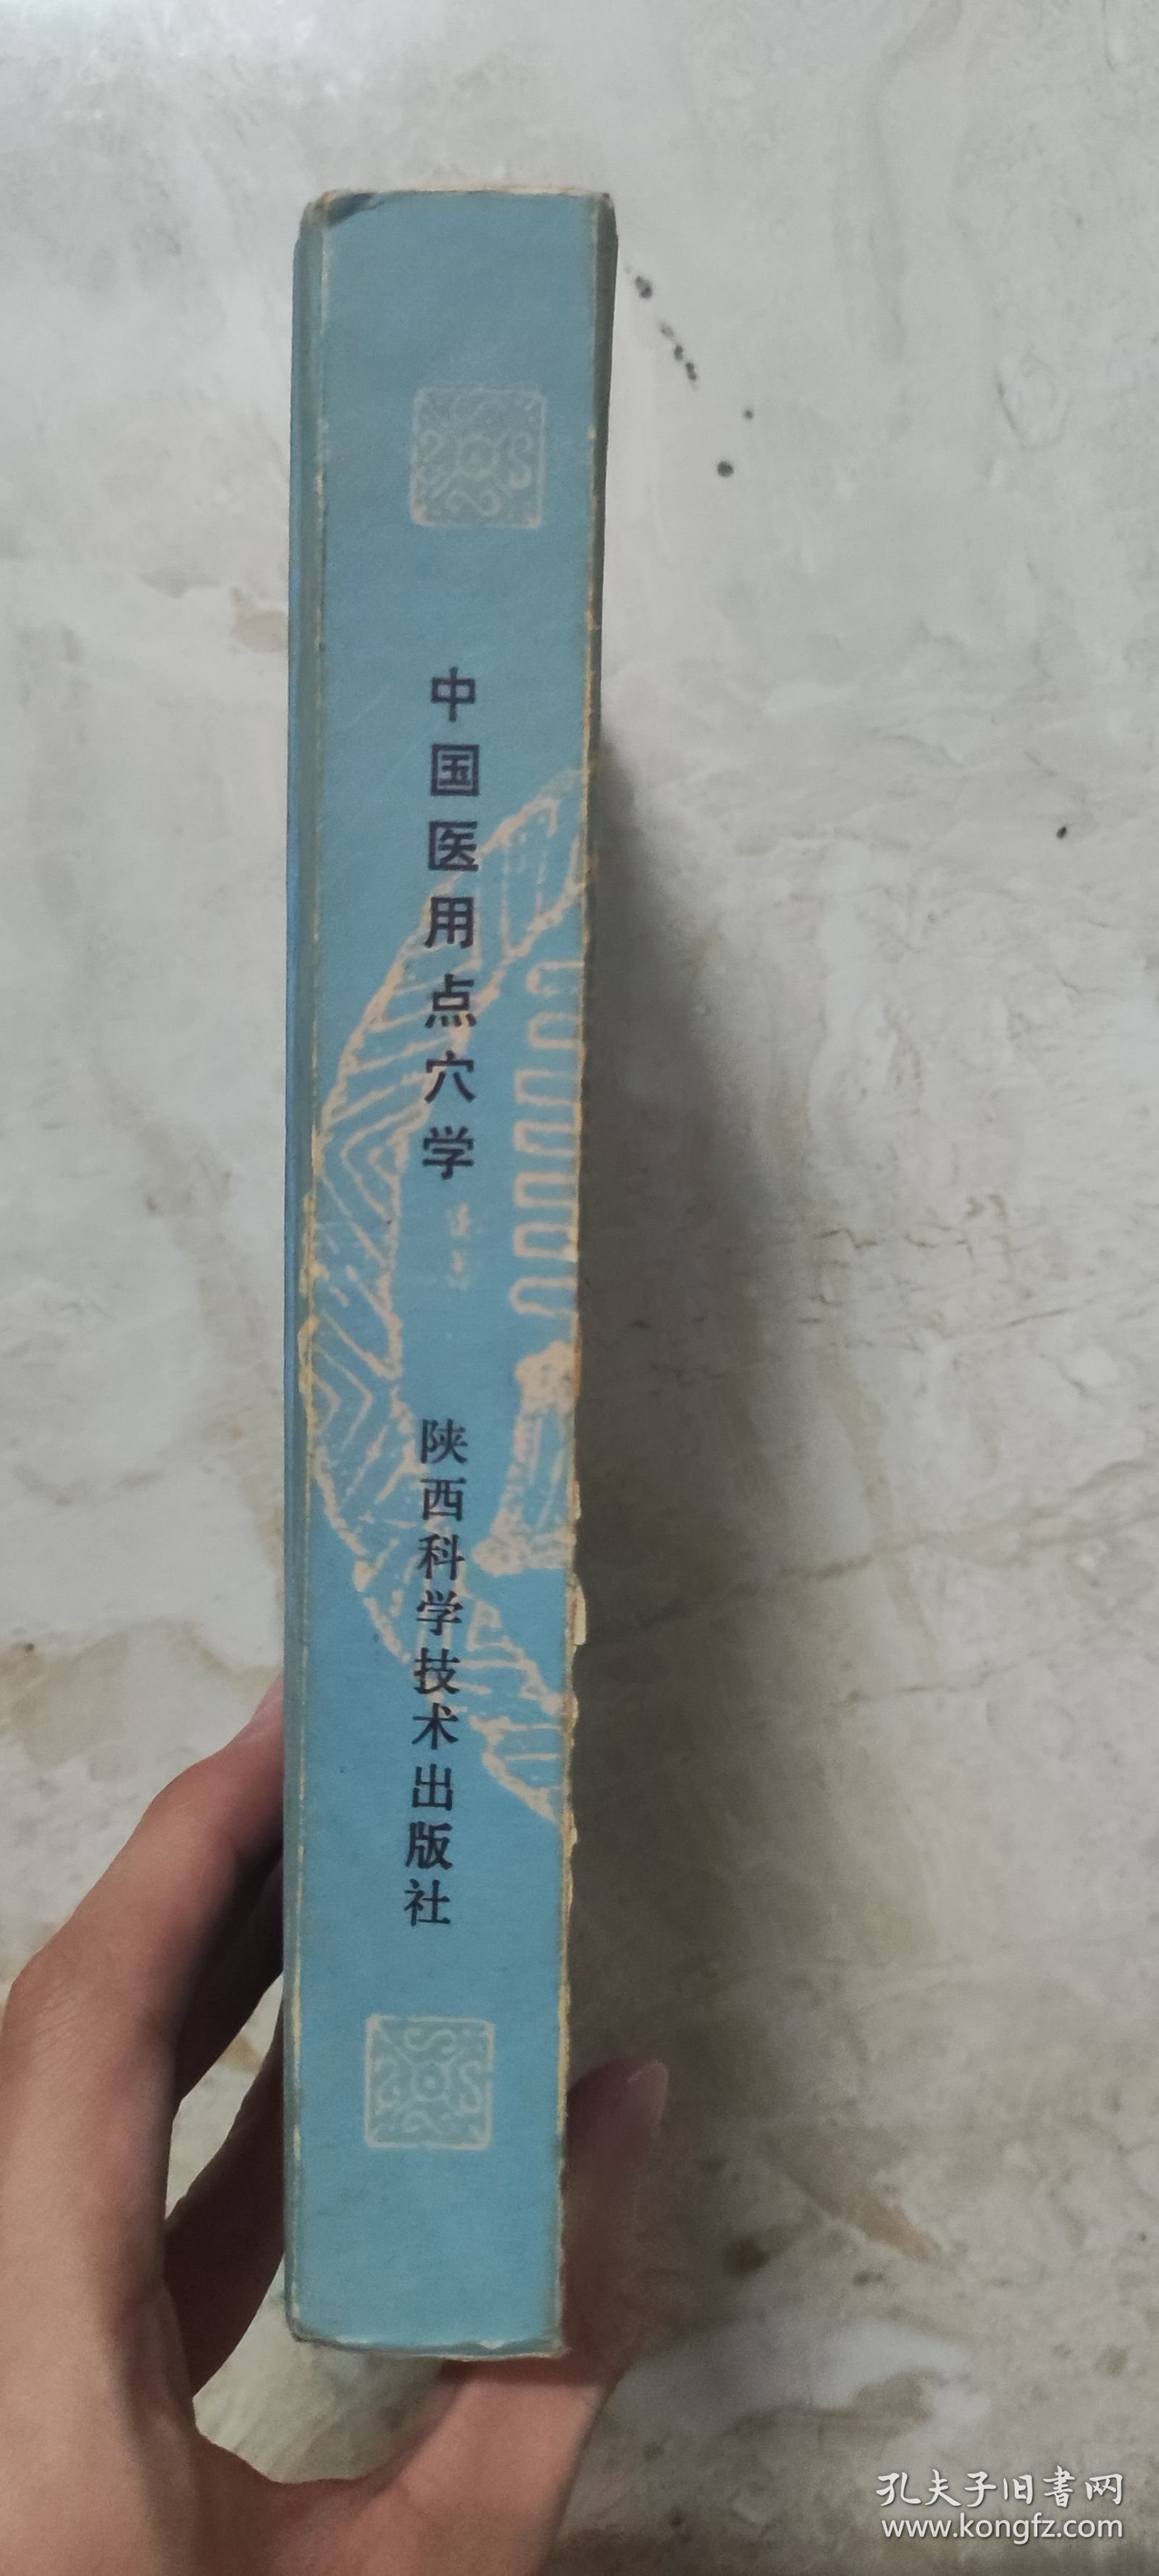 中国医用点穴学
陕西科学技术出版社
孔夫子旧書网
www.kongfz.com